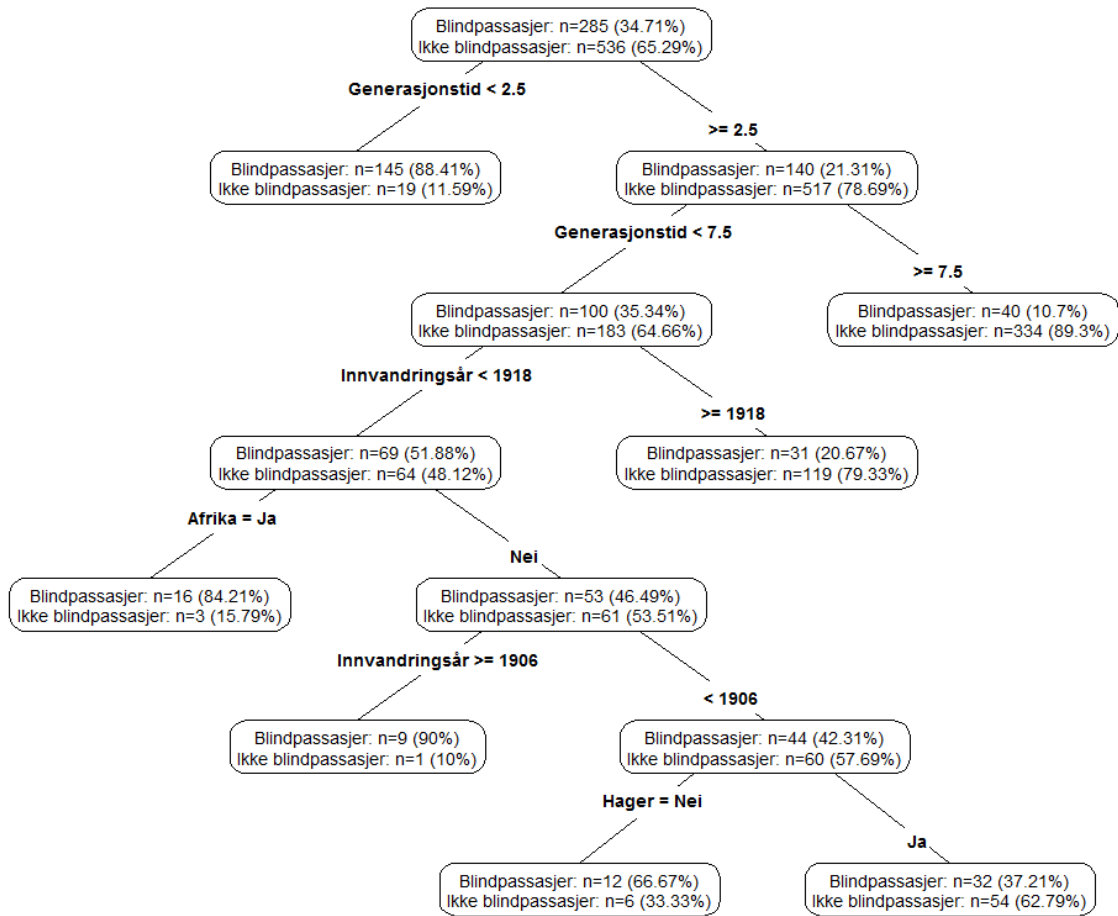 Blindpassasjer: n=285 (34.71%)
Ikke blindpassasjer: n=536 (65.29%)
Generasjonstid < 2.5
>= 2.5
Blindpassasjer: n=145 (88.41%)
Ikke blindpassasjer: n=19 (11.59%)
Blindpassasjer: n=140 (21.31%)
Ikke blindpassasjer: n=517 (78.69%)
Generasjonstid < 7.5
>= 7.5
Blindpassasjer: n=100 (35.34%)
Ikke blindpassasjer: n=183 (64.66%)
Blindpassasjer: n=40 (10.7%)
Ikke blindpassasjer: n=334 (89.3%)
Innvandringsår < 1918
>= 1918
Blindpassasjer: n=69 (51.88%)
Ikke blindpassasjer: n=64 (48.12%)
Blindpassasjer: n=31 (20.67%)
Ikke blindpassasjer: n=119 (79.33%)
Afrika = Ja
Nei
Blindpassasjer: n=16 (84.21%)
Ikke blindpassasjer: n=3 (15.79%)
Blindpassasjer: n=53 (46.49%)
Ikke blindpassasjer: n=61 (53.51%)
Innvandringsår >= 1906
< 1906
Blindpassasjer: n=9 (90%)
Ikke blindpassasjer: n=1 (10%)
Blindpassasjer: n=44 (42.31%)
Ikke blindpassasjer: n=60 (57.69%)
Hager = Nei
Ja
Blindpassasjer: n=12 (66.67%)
Ikke blindpassasjer: n=6 (33.33%)
Blindpassasjer: n=32 (37.21%)
Ikke blindpassasjer: n=54 (62.79%)